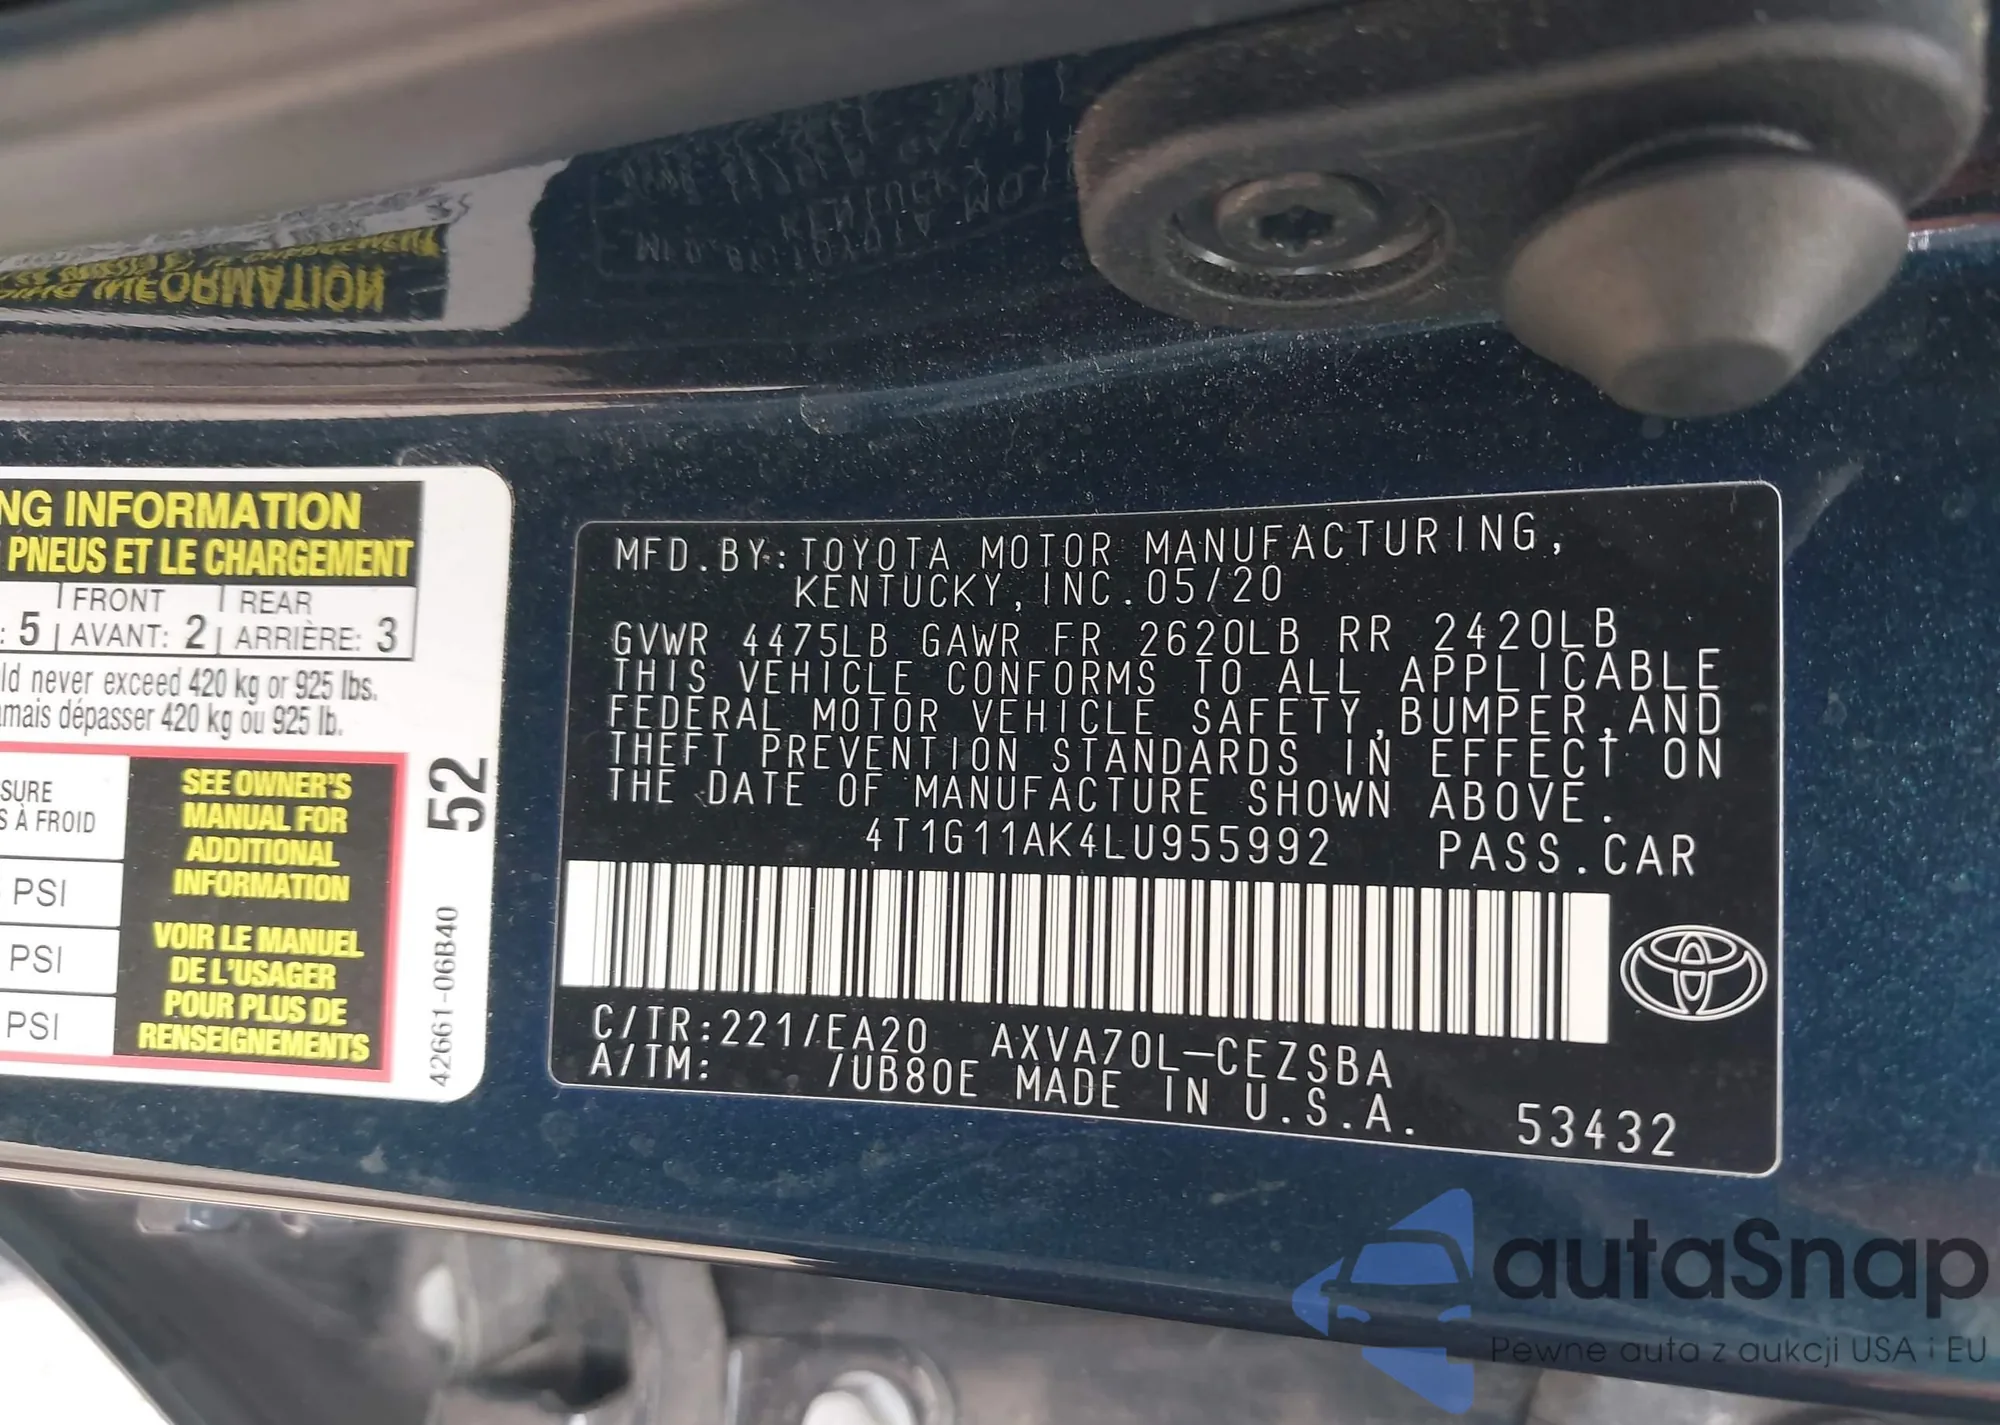 NG INFORMATION
PNEUS ET LE CHARGEMENT
: 5 FRONT AVANT: 2 REAR ARRIÈRE: 3
ld never exceed 420 kg or 925 lbs.
mais dépasser 420 kg ou 925 lb.
SURE
S À FROID
PSI
PSI
PSI
SEE OWNER'S
MANUAL FOR
ADDITIONAL
INFORMATION
VOIR LE MANUEL
DE L'USAGER
POUR PLUS DE
RENSEIGNEMENTS
52
42661-06B40
MFD.BY:TOYOTA MOTOR MANUFACTURING,
KENTUCKY,INC.05/20
GVWR 4475LB GAWR FR 2620LB RR 2420LB
THIS VEHICLE CONFORMS TO ALL APPLICABLE
FEDERAL MOTOR VEHICLE SAFETY,BUMPER,AND
THEFT PREVENTION STANDARDS IN EFFECT ON
THE DATE OF MANUFACTURE SHOWN ABOVE.
4T1G11AK4LU955992 PASS.CAR
C/TR:221/EA20 AXVA70L-CEZSBA
A/TM: /UB80E MADE IN U.S.A. 53432
autaSnap
Pewne auta z aukcji USA i EU